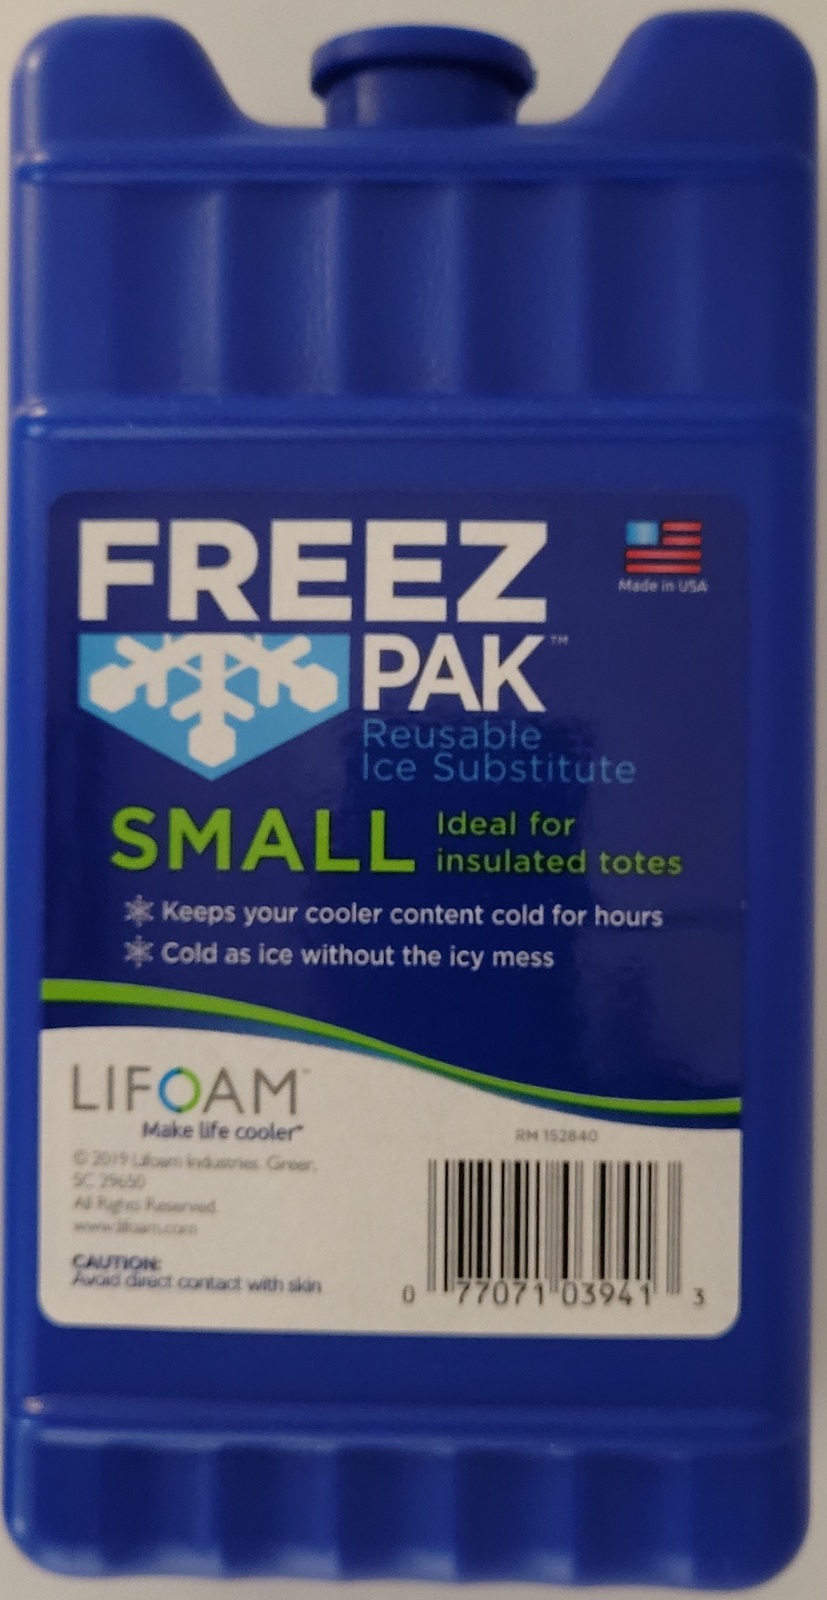 FREEZ
PAK™
Made in USA
Reusable
Ice Substitute
SMALL
Ideal for
insulated totes
Keeps your cooler content cold for hours
Cold as ice without the icy mess
LIFOAM™
Make life cooler™
RM 152840
© 2019 Lifoam Industries. Greer,
SC 29650
All Rights Reserved.
www.lifoam.com
CAUTION:
Avoid direct contact with skin
0 77071 03941 3